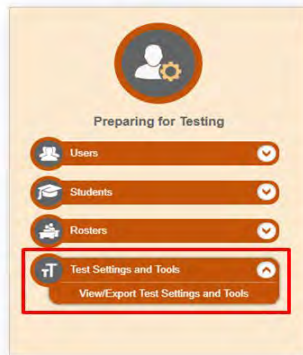 Preparing for Testing
Users
Students
Rosters
Test Settings and Tools
View/Export Test Settings and Tools